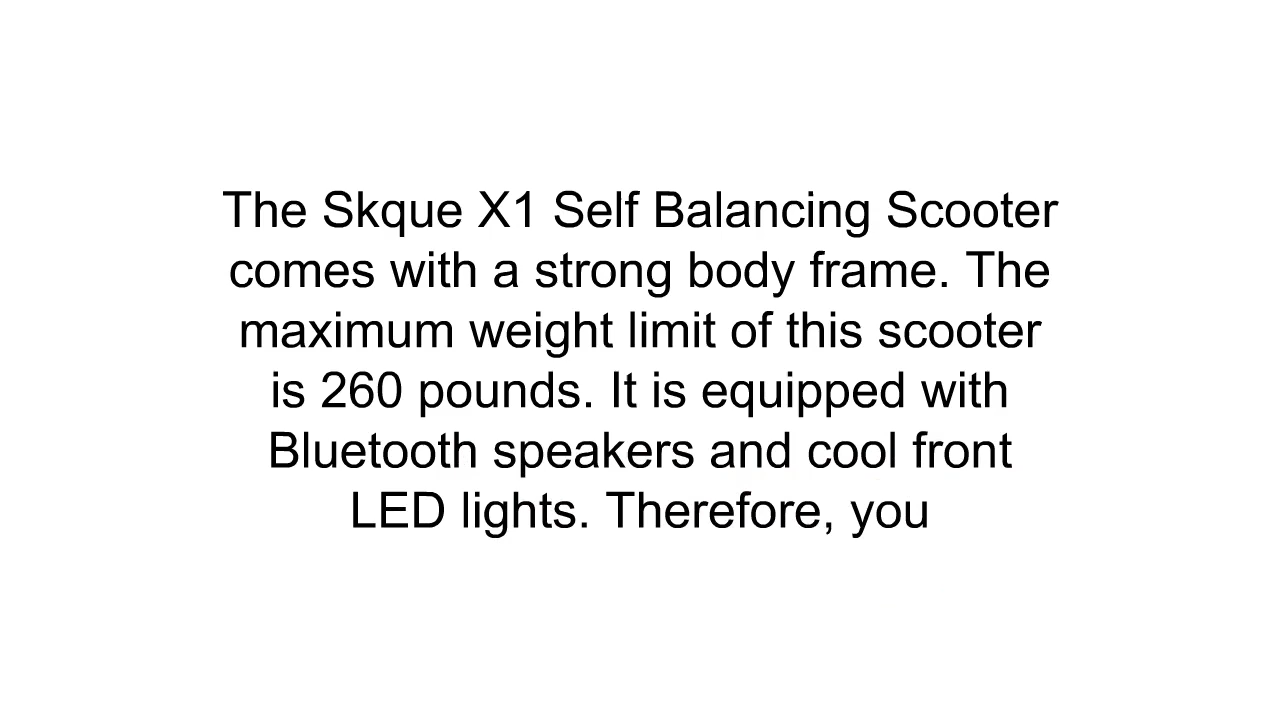 The Skque X1 Self Balancing Scooter
comes with a strong body frame. The
maximum weight limit of this scooter
is 260 pounds. It is equipped with
Bluetooth speakers and cool front
LED lights. Therefore, you